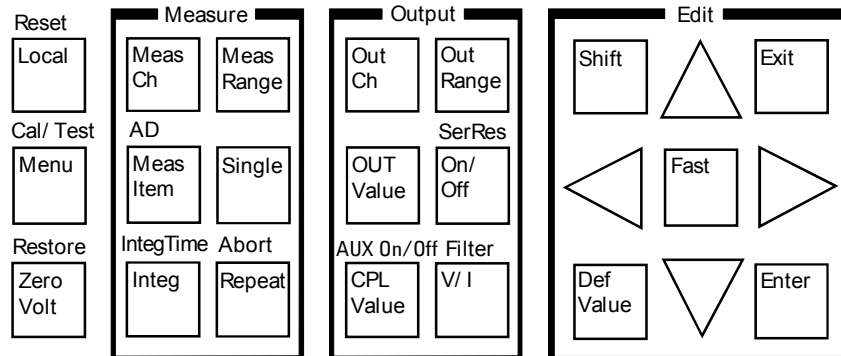 Measure
Output
Edit
Reset
Local
Meas
Ch
Meas
Range
Out
Ch
Out
Range
Shift
Exit
Cal/ Test
AD
SerRes
Menu
Meas
Item
Single
OUT
Value
On/
Off
Fast
Restore
IntegTime
Abort
AUX On/Off
Filter
Zero
Volt
Integ
Repeat
CPL
Value
V/ I
Def
Value
Enter